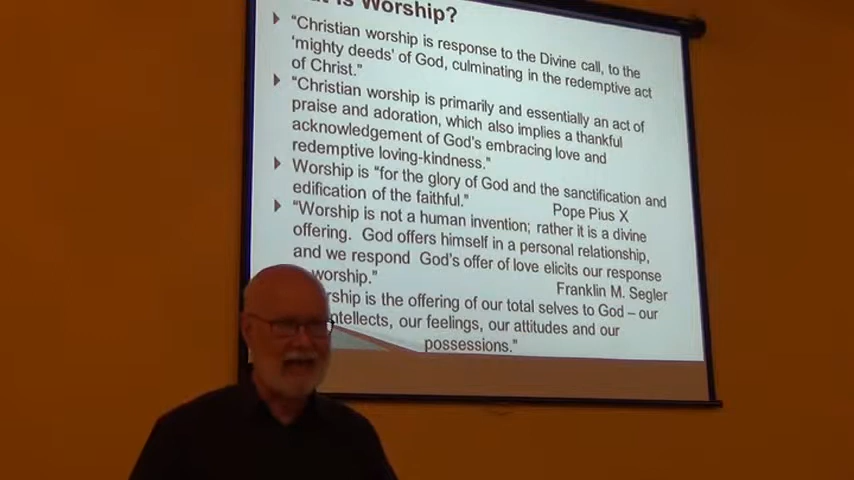 is Worship?
"Christian worship is response to the Divine call, to the
'mighty deeds' of God, culminating in the redemptive act
of Christ."
"Christian worship is primarily and essentially an act of
praise and adoration, which also implies a thankful
acknowledgement of God's embracing love and
redemptive loving-kindness."
Worship is "for the glory of God and the sanctification and
edification of the faithful." Pope Pius X
"Worship is not a human invention; rather it is a divine
offering. God offers himself in a personal relationship,
and we respond God's offer of love elicits our response
worship." Franklin M. Segler
rship is the offering of our total selves to God – our
ntellects, our feelings, our attitudes and our
possessions."